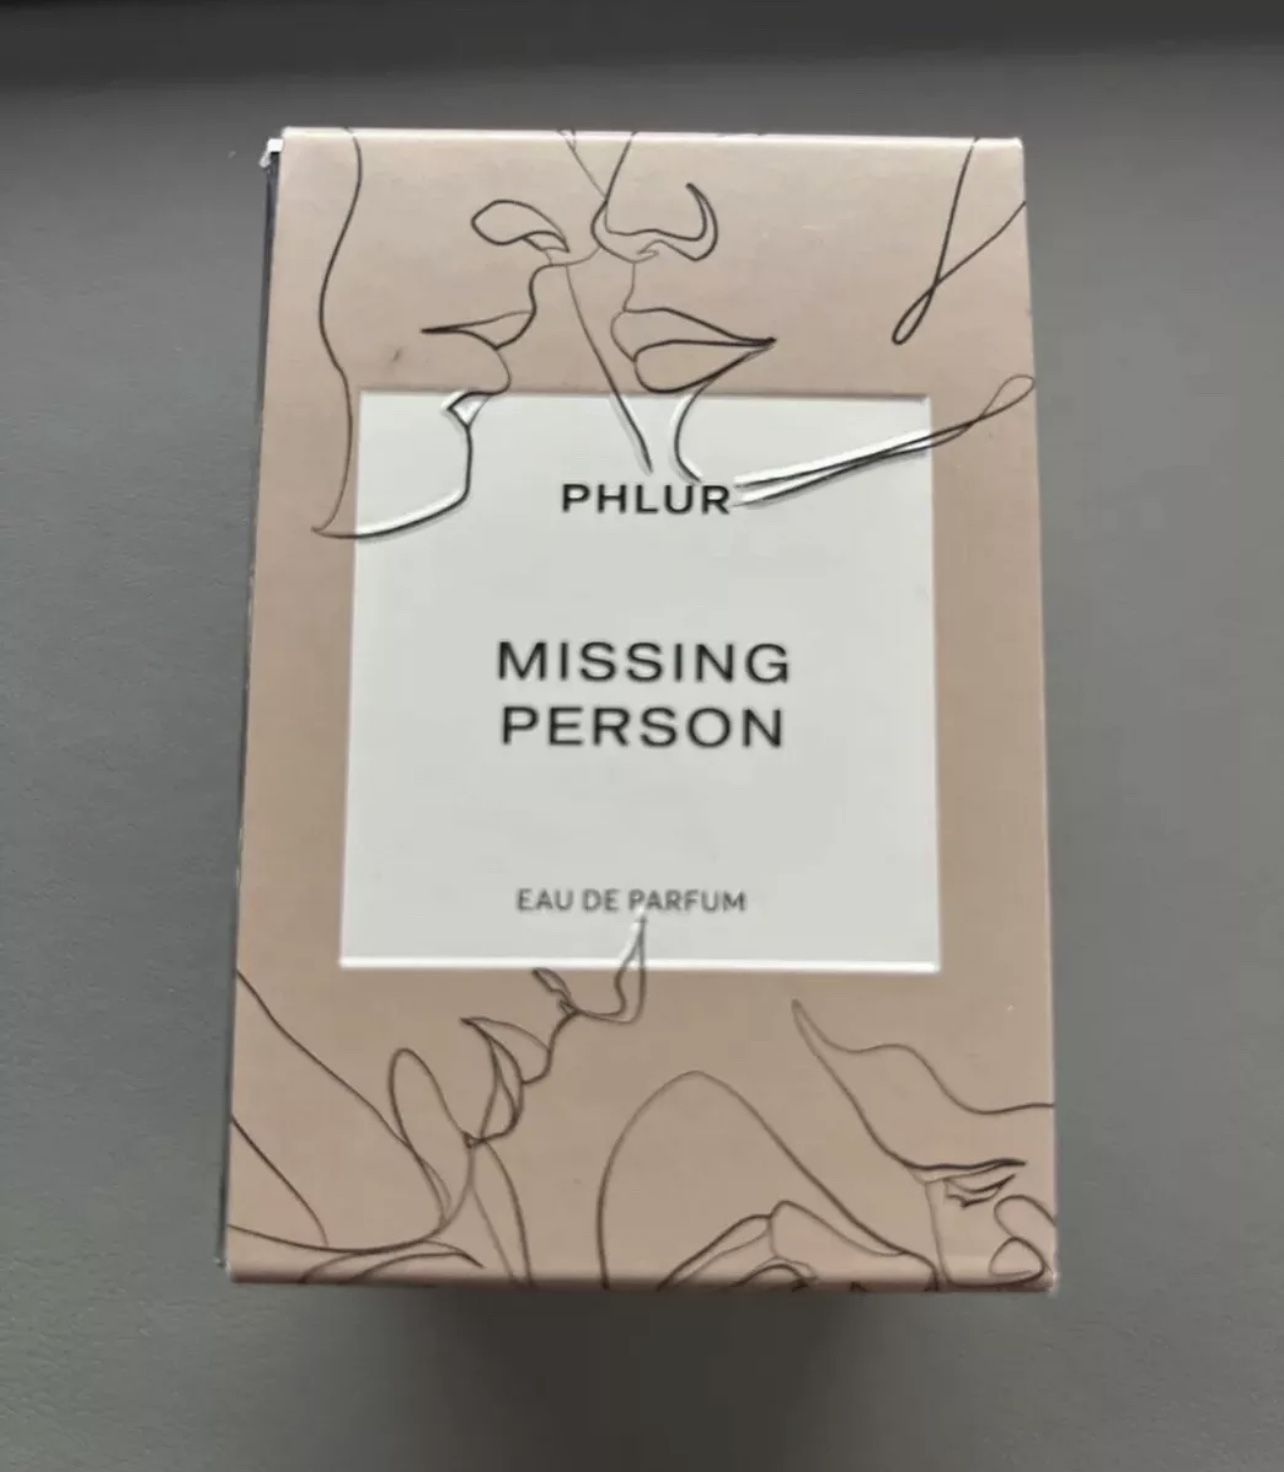 PHLUR
MISSING
PERSON
EAU DE PARFUM